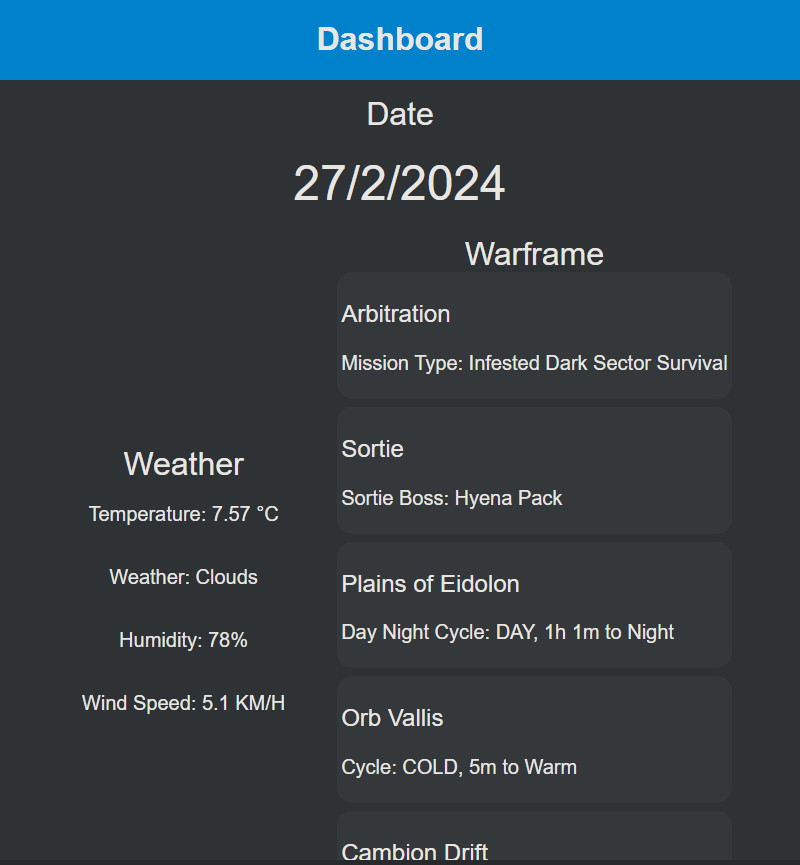 Dashboard
Date
27/2/2024
Weather
Temperature: 7.57 °C
Weather: Clouds
Humidity: 78%
Wind Speed: 5.1 KM/H
Warframe
Arbitration
Mission Type: Infested Dark Sector Survival
Sortie
Sortie Boss: Hyena Pack
Plains of Eidolon
Day Night Cycle: DAY, 1h 1m to Night
Orb Vallis
Cycle: COLD, 5m to Warm
Cambion Drift